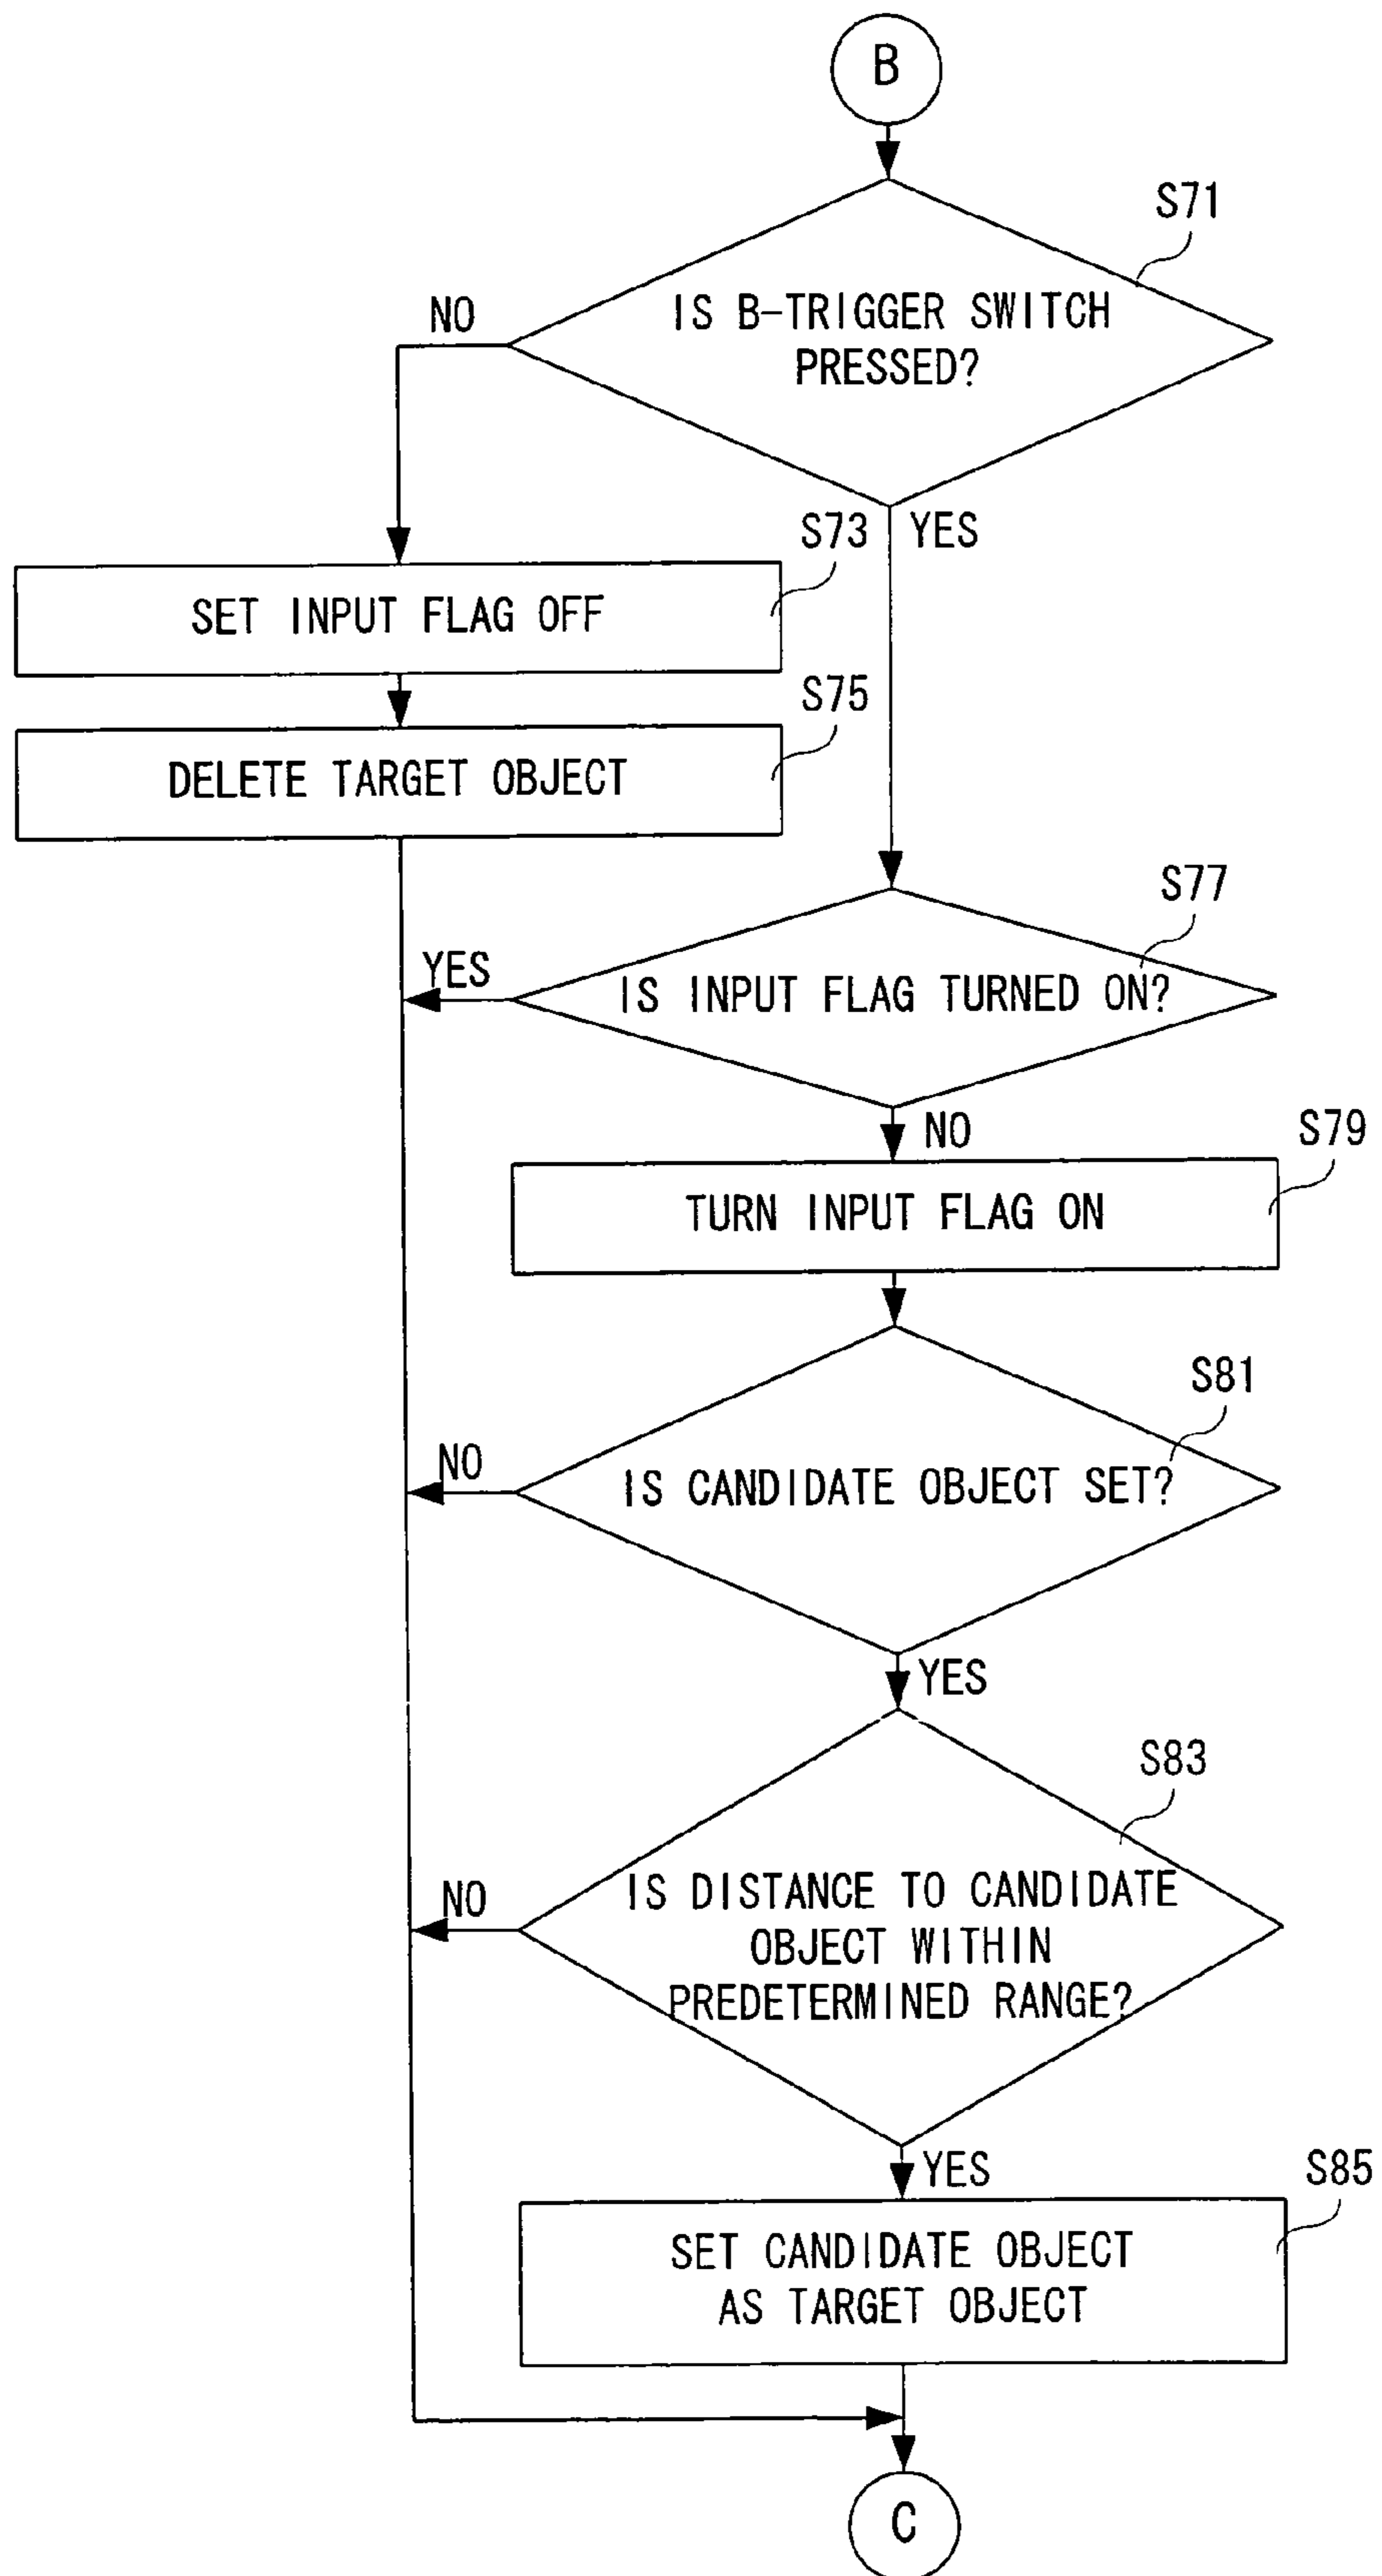 B
S71
IS B-TRIGGER SWITCH
PRESSED?
NO
YES
S73
SET INPUT FLAG OFF
S75
DELETE TARGET OBJECT
S77
IS INPUT FLAG TURNED ON?
YES
NO
S79
TURN INPUT FLAG ON
S81
IS CANDIDATE OBJECT SET?
NO
YES
S83
IS DISTANCE TO CANDIDATE
OBJECT WITHIN
PREDETERMINED RANGE?
NO
YES
S85
SET CANDIDATE OBJECT
AS TARGET OBJECT
C